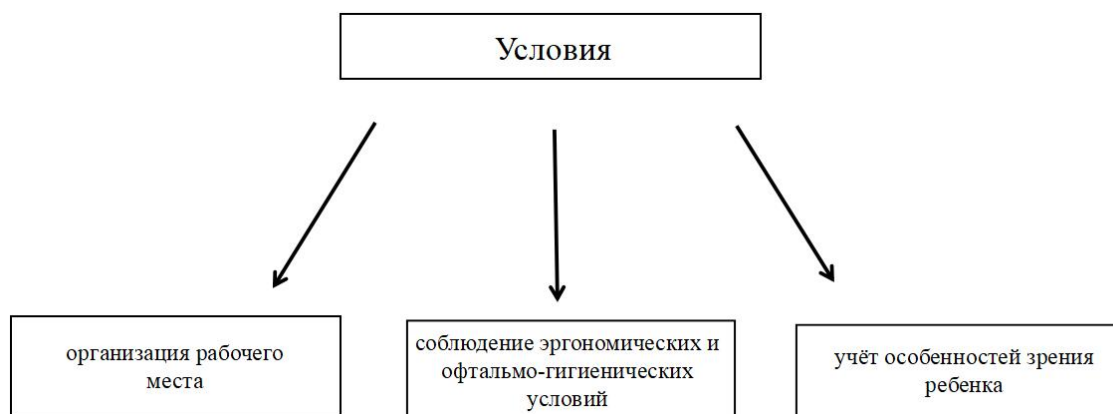 Условия
организация рабочего
места
соблюдение эргономических и
офтальмо-гигиенических
условий
учёт особенностей зрения
ребенка